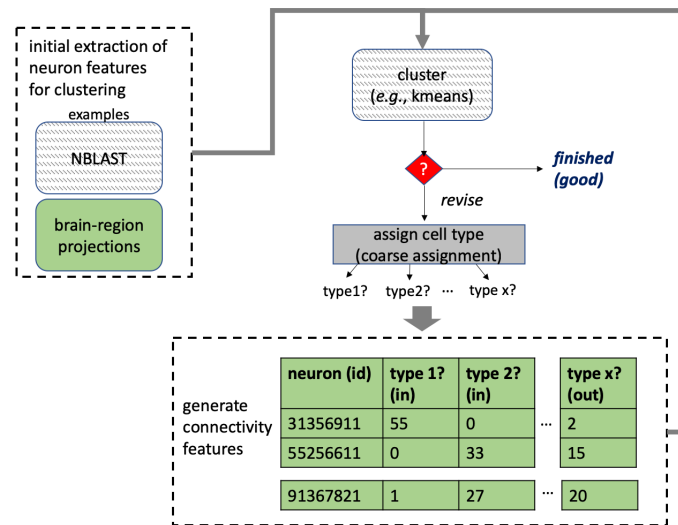 initial extraction of
neuron features
for clustering
examples
NBLAST
brain-region
projections
cluster
(e.g., kmeans)
?
finished
(good)
revise
assign cell type
(coarse assignment)
type1? type2? ... type x?
generate
connectivity
features
neuron (id) type 1? (in) type 2? (in) type x? (out)
31356911 55 0 ... 2
55256611 0 33 15
91367821 1 27 ... 20